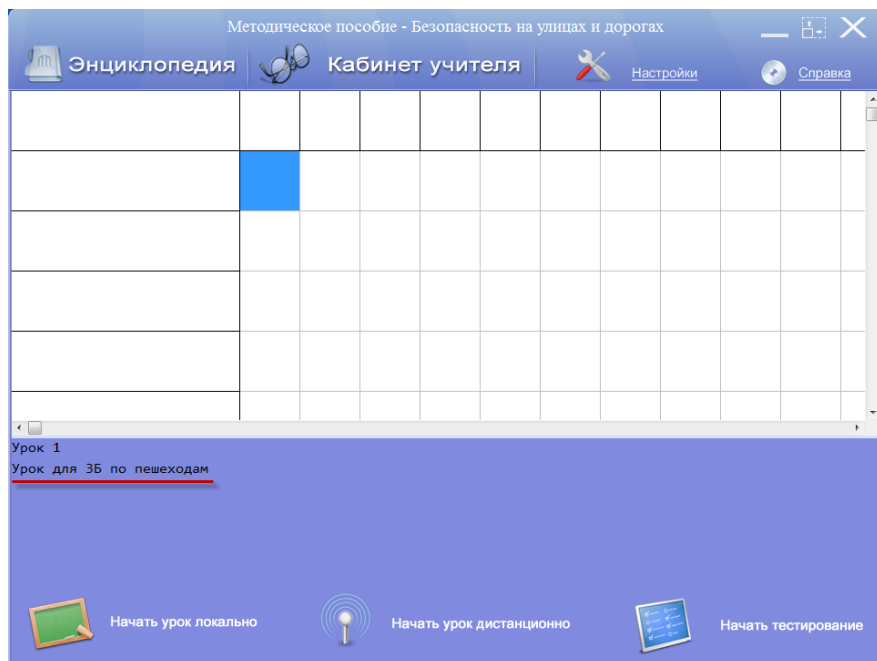 Методическое пособие - Безопасность на улицах и дорогах
Энциклопедия Кабинет учителя Настройки Справка
Урок 1
Урок для 3Б по пешеходам
Начать урок локально Начать урок дистанционно Начать тестирование